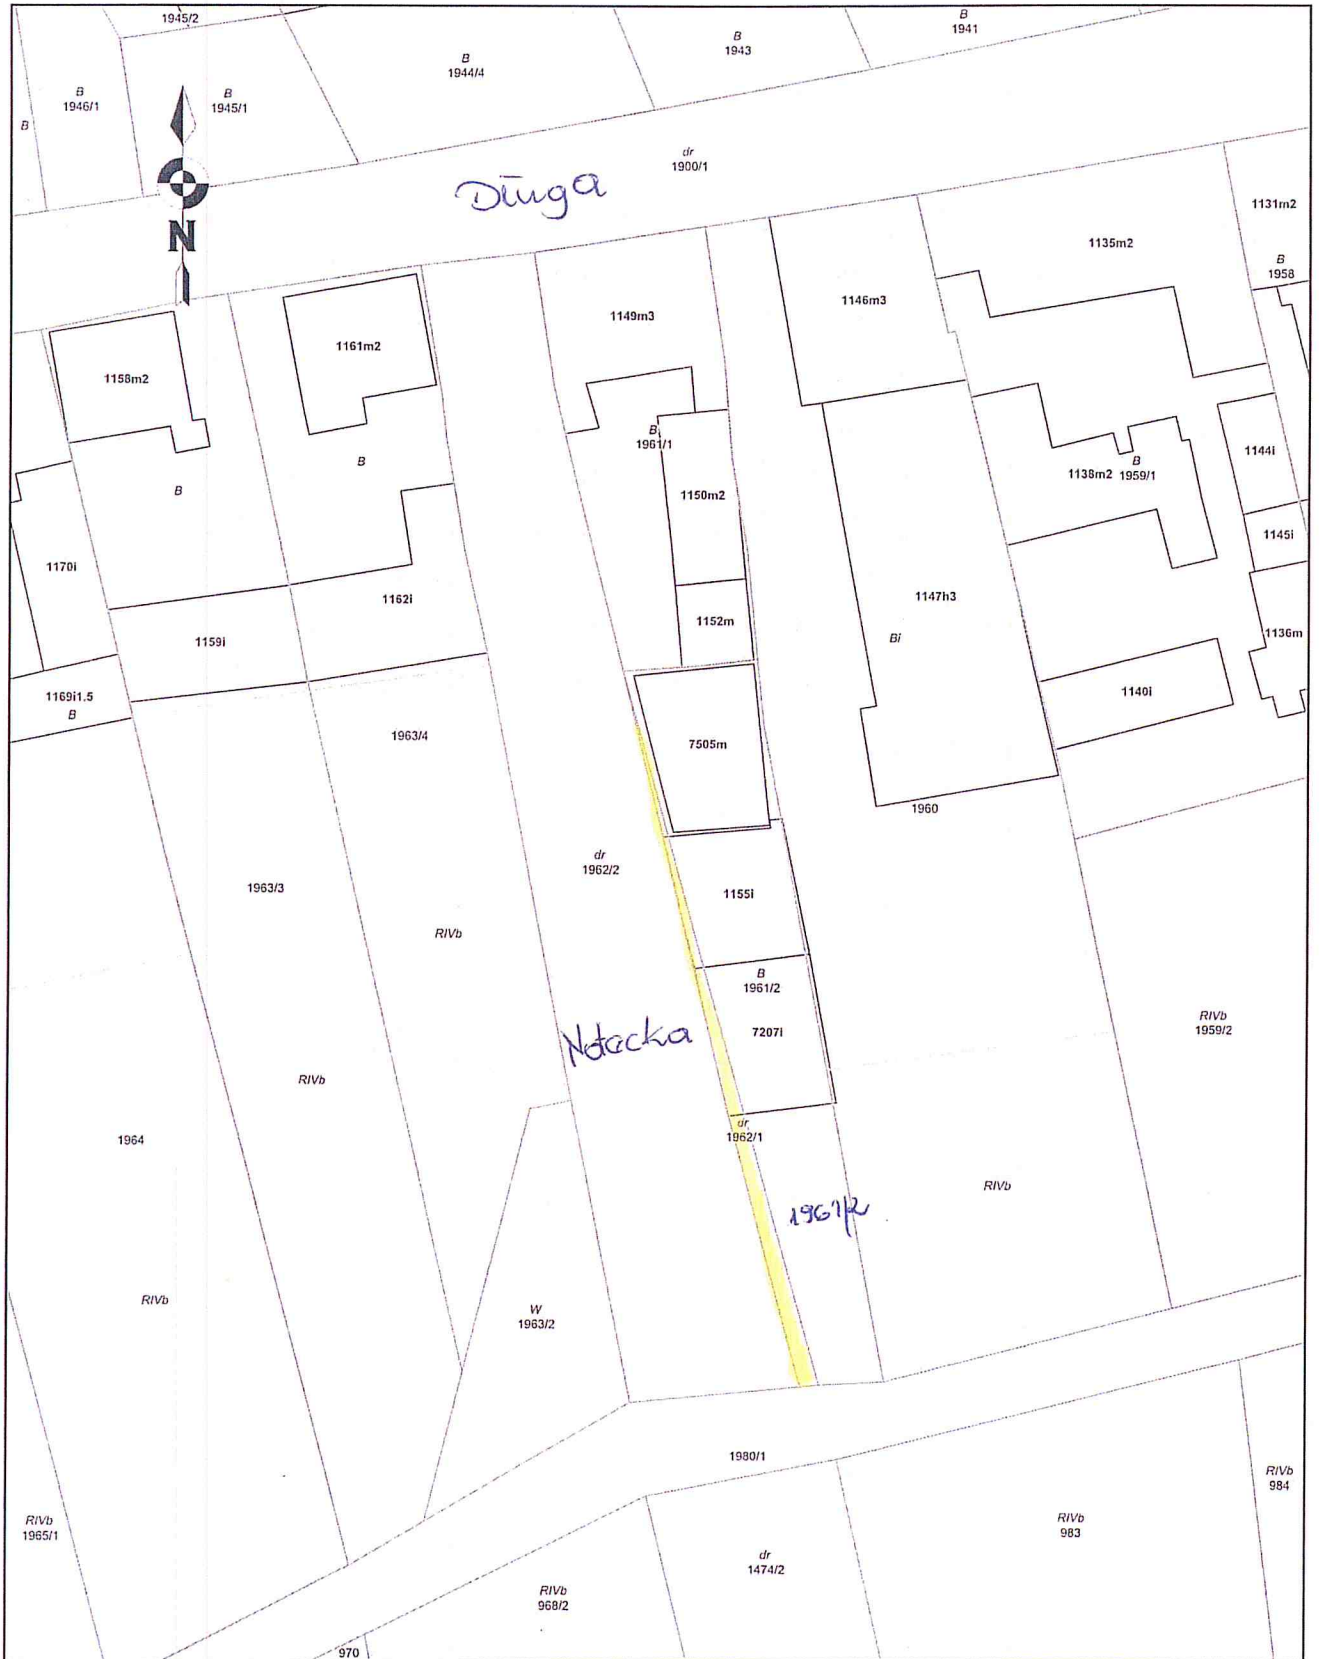 1945/2
B
1941
B
1943
B
1944/4
B
1946/1
B
1945/1
B
dr
1900/1
Długa
N
1131m2
1135m2
B
1958
1146m3
1149m3
1161m2
1158m2
B
1961/1
B
B
1144i
1138m2
B
1959/1
1150m2
1145i
1170i
1147h3
1162i
1152m
1159i
Bi
1136m
1169i1.5
B
1140i
1963/4
7505m
1960
dr
1962/2
1963/3
1155i
RIVb
B
1961/2
RIVb
1959/2
7207i
Notecka
RIVb
dr
1962/1
1964
RIVb
1961/2
RIVb
W
1963/2
1980/1
RIVb
984
RIVb
1965/1
RIVb
983
dr
1474/2
RIVb
968/2
970